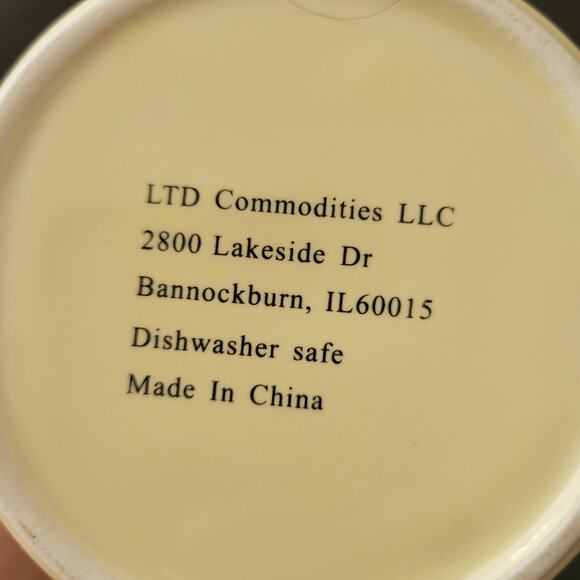 LTD Commodities LLC
2800 Lakeside Dr
Bannockburn, IL60015
Dishwasher safe
Made In China